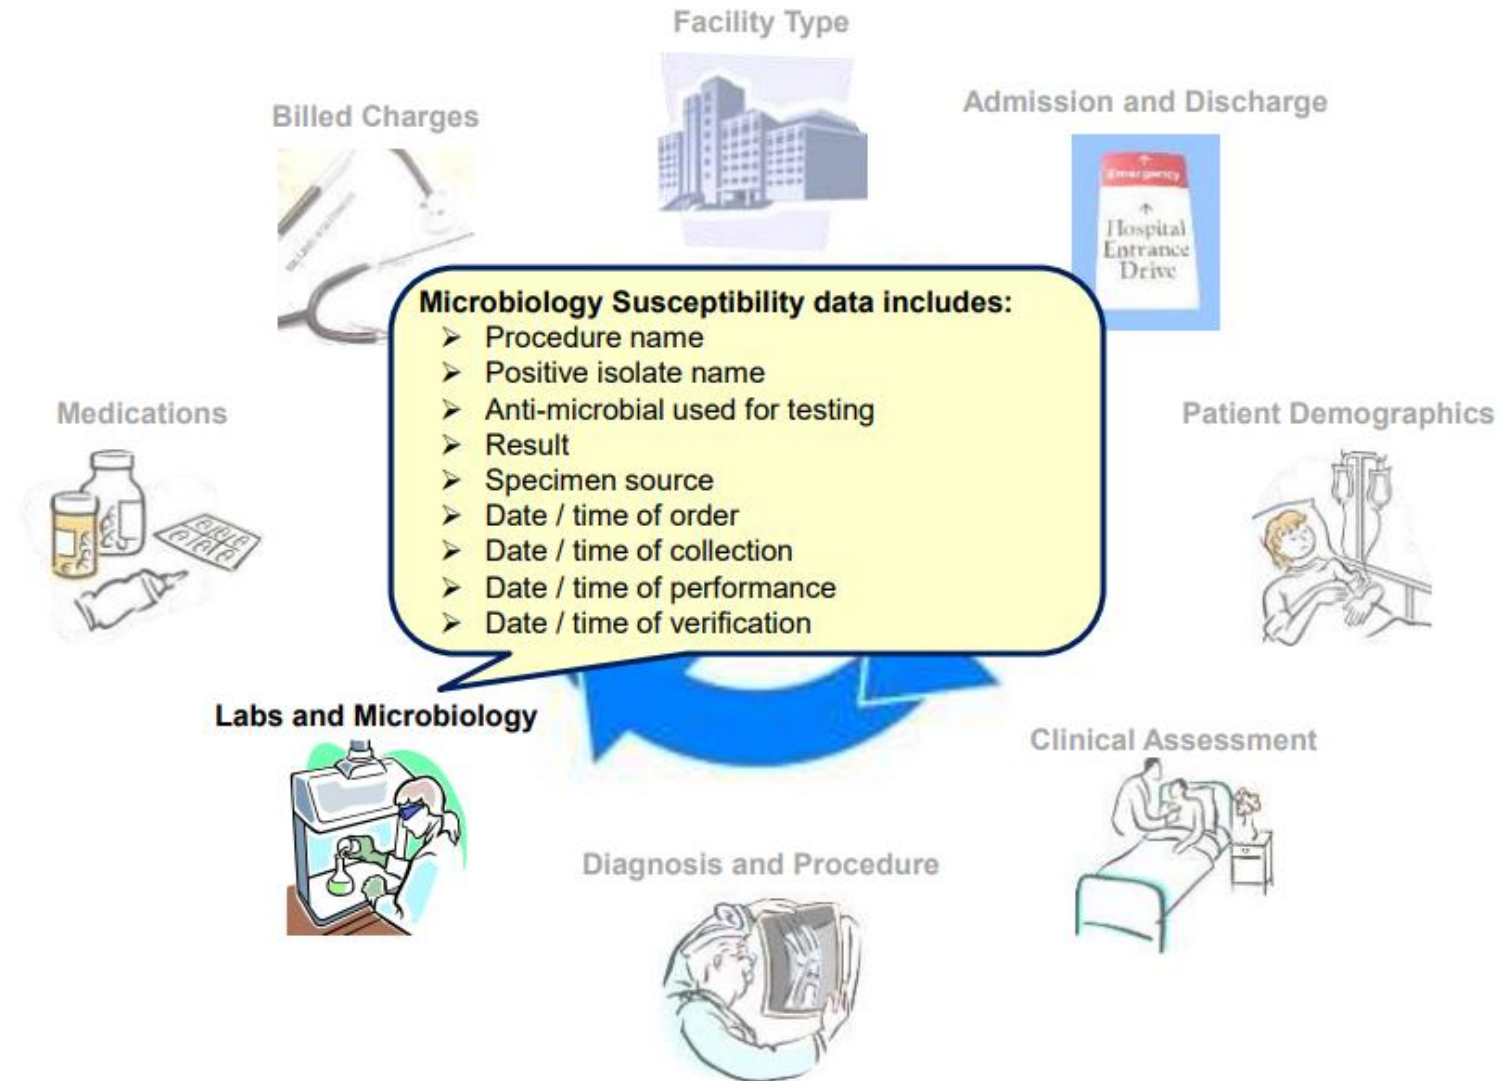 Facility Type
Billed Charges
Admission and Discharge
Emergency
Hospital
Entrance
Drive
Microbiology Susceptibility data includes:
➢ Procedure name
➢ Positive isolate name
➢ Anti-microbial used for testing
➢ Result
➢ Specimen source
➢ Date / time of order
➢ Date / time of collection
➢ Date / time of performance
➢ Date / time of verification
Medications
Patient Demographics
Labs and Microbiology
Clinical Assessment
Diagnosis and Procedure